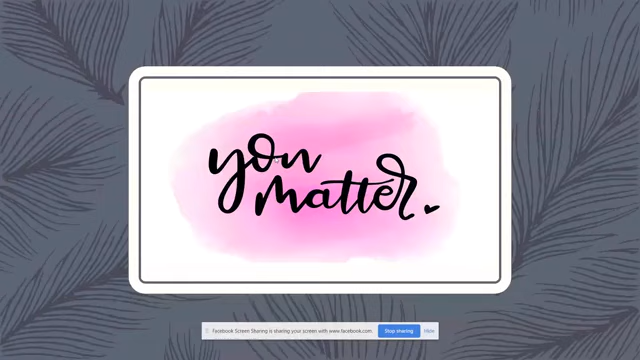 you
matter
Facebook Screen Sharing is sharing your screen with www.facebook.com.
Stop sharing
Hide